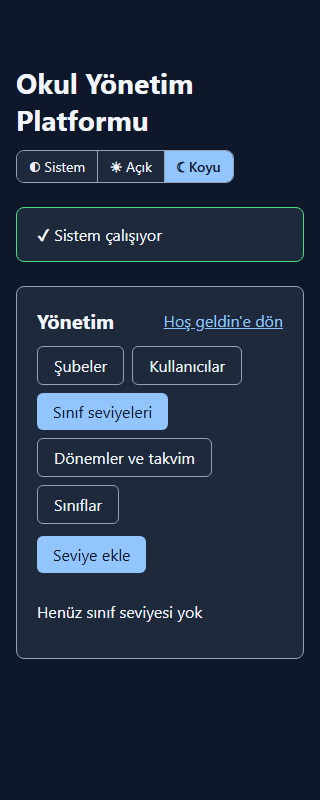 Okul Yönetim
Platformu
◐ Sistem ☀ Açık ☾ Koyu
✓ Sistem çalışıyor
Yönetim Hoş geldin'e dön
Şubeler Kullanıcılar
Sınıf seviyeleri
Dönemler ve takvim
Sınıflar
Seviye ekle
Henüz sınıf seviyesi yok